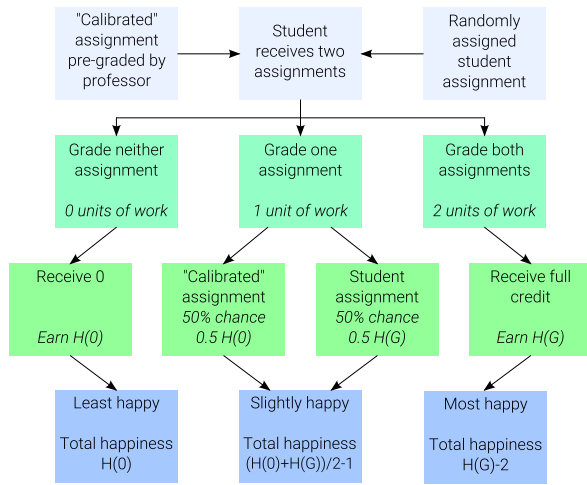 "Calibrated"
assignment
pre-graded by
professor
Student
receives two
assignments
Randomly
assigned
student
assignment
Grade neither
assignment
0 units of work
Grade one
assignment
1 unit of work
Grade both
assignments
2 units of work
Receive 0
Earn H(0)
"Calibrated"
assignment
50% chance
0.5 H(0)
Student
assignment
50% chance
0.5 H(G)
Receive full
credit
Earn H(G)
Least happy
Total happiness
H(0)
Slightly happy
Total happiness
(H(0)+H(G))/2-1
Most happy
Total happiness
H(G)-2